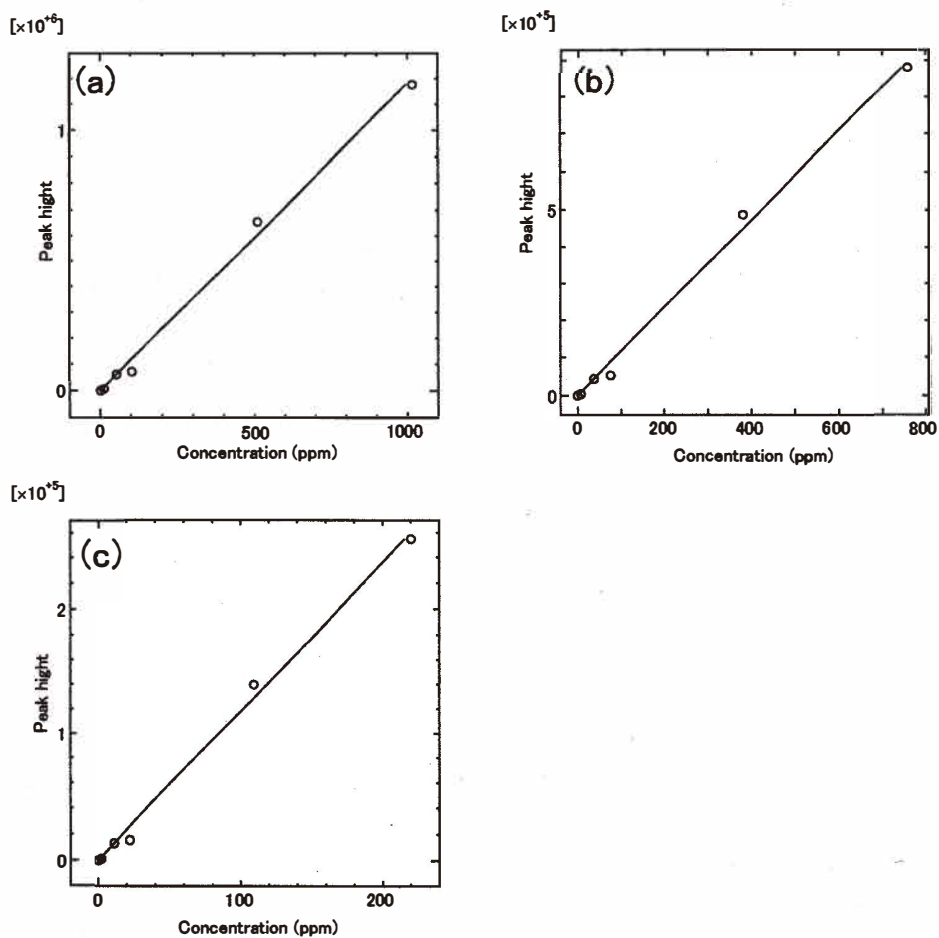 [×10+6]
(a)
1
0
Peak hight
0 500 1000
Concentration (ppm)
[×10+5]
(b)
5
0
Peak hight
0 200 400 600 800
Concentration (ppm)
[×10+5]
(c)
2
1
0
Peak hight
0 100 200
Concentration (ppm)